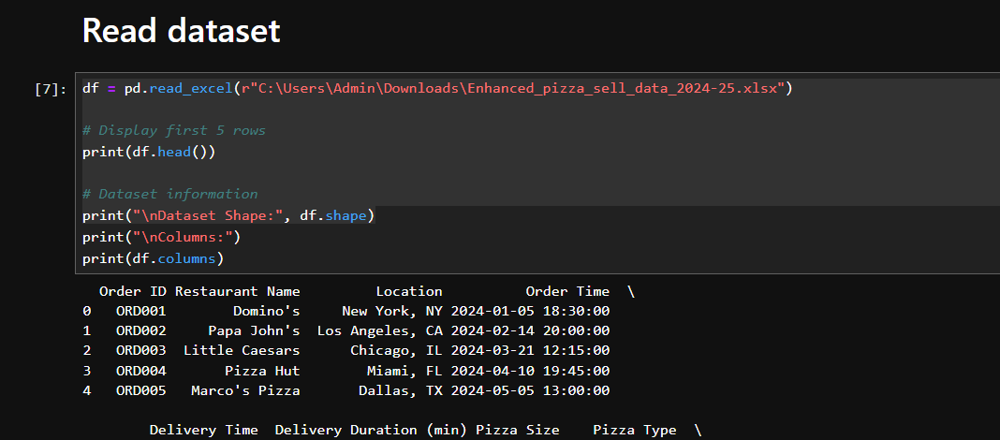 Read dataset
[7]: df = pd.read_excel(r"C:\Users\Admin\Downloads\Enhanced_pizza_sell_data_2024-25.xlsx")
# Display first 5 rows
print(df.head())
# Dataset information
print("\nDataset Shape:", df.shape)
print("\nColumns:")
print(df.columns)
Order ID Restaurant Name Location Order Time \
0 ORD001 Domino's New York, NY 2024-01-05 18:30:00
1 ORD002 Papa John's Los Angeles, CA 2024-02-14 20:00:00
2 ORD003 Little Caesars Chicago, IL 2024-03-21 12:15:00
3 ORD004 Pizza Hut Miami, FL 2024-04-10 19:45:00
4 ORD005 Marco's Pizza Dallas, TX 2024-05-05 13:00:00
Delivery Time Delivery Duration (min) Pizza Size Pizza Type \